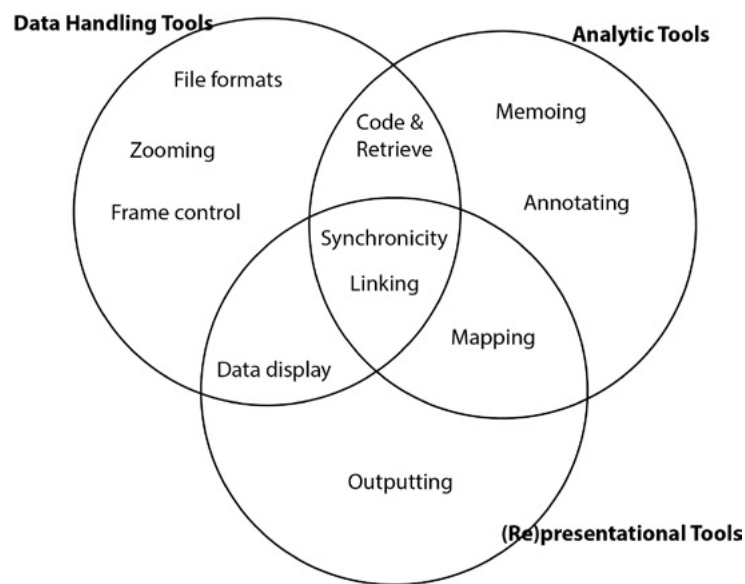 Data Handling Tools
Analytic Tools
File formats
Zooming
Frame control
Code &
Retrieve
Memoing
Annotating
Synchronicity
Linking
Mapping
Data display
Outputting
(Re)presentational Tools